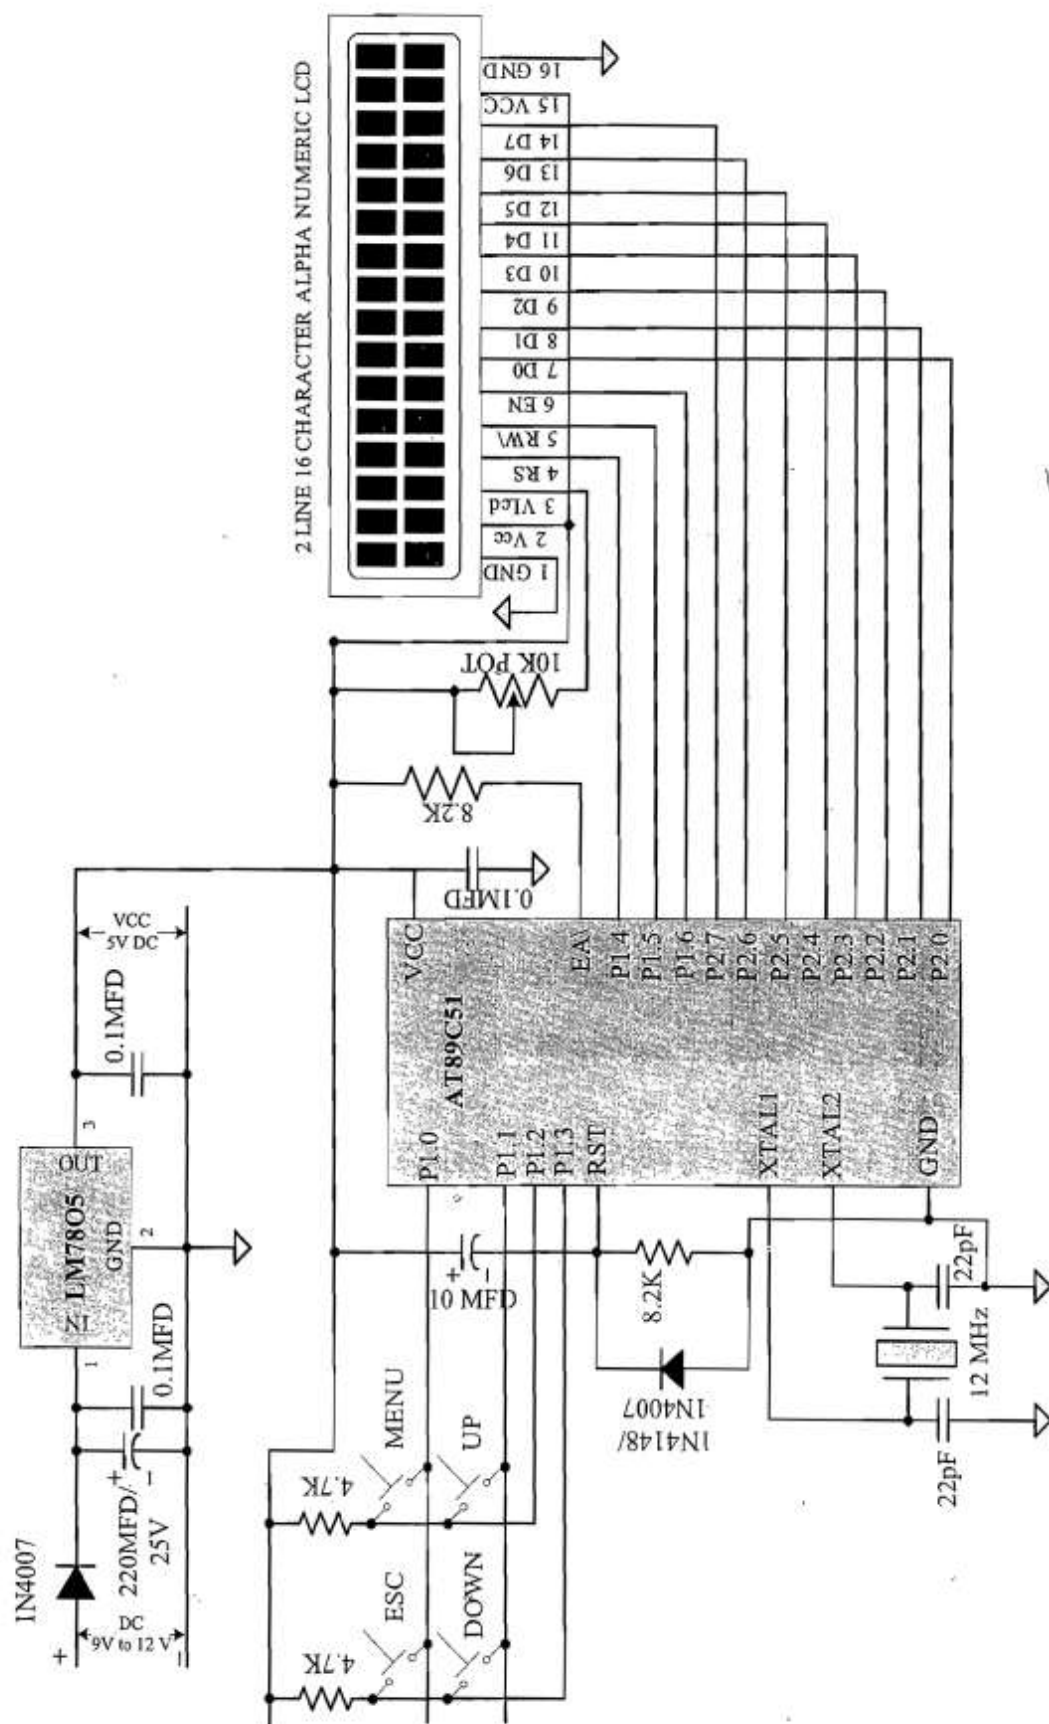 2 LINE 16 CHARACTER ALPHA NUMERIC LCD
16 GND
15 VCC
14 D7
13 D6
12 D5
11 D4
10 D3
9 D2
8 D1
7 D0
6 EN
5 RW\
4 RS
3 VLcd
2 Vcc
1 GND
10K POT
8.2K
0.1MFD
VCC
5V DC
0.1MFD
3
OUT
LM7805
GND
2
IN
1
0.1MFD
220MFD/
25V
+
–
1N4007
DC
9V to 12 V
+
–
VCC
EA\
P1.4
P1.5
P1.6
P2.7
P2.6
P2.5
P2.4
P2.3
P2.2
P2.1
P2.0
AT89C51
P1.0
P1.1
P1.2
P1.3
RST
XTAL1
XTAL2
GND
+
–
10 MFD
8.2K
1N4148/
1N4007
22pF
12 MHz
22pF
4.7K
MENU
UP
4.7K
ESC
DOWN